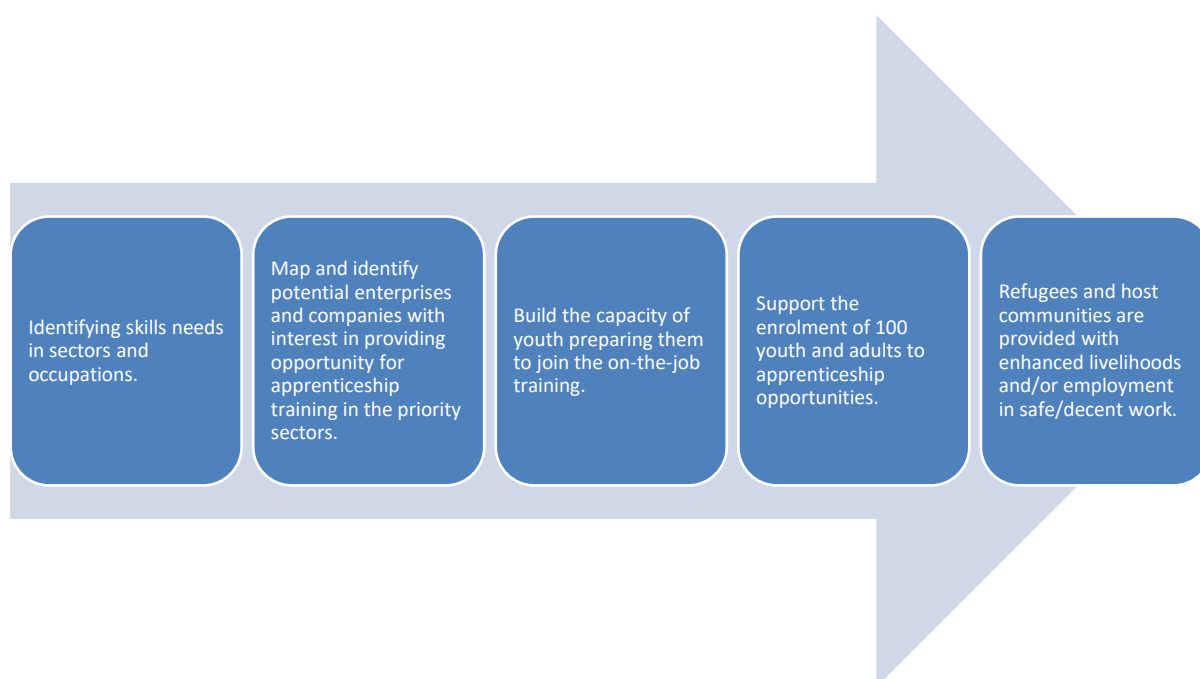 Identifying skills needs
in sectors and
occupations.
Map and identify
potential enterprises
and companies with
interest in providing
opportunity for
apprenticeship
training in the priority
sectors.
Build the capacity of
youth preparing them
to join the on-the-job
training.
Support the
enrolment of 100
youth and adults to
apprenticeship
opportunities.
Refugees and host
communities are
provided with
enhanced livelihoods
and/or employment
in safe/decent work.